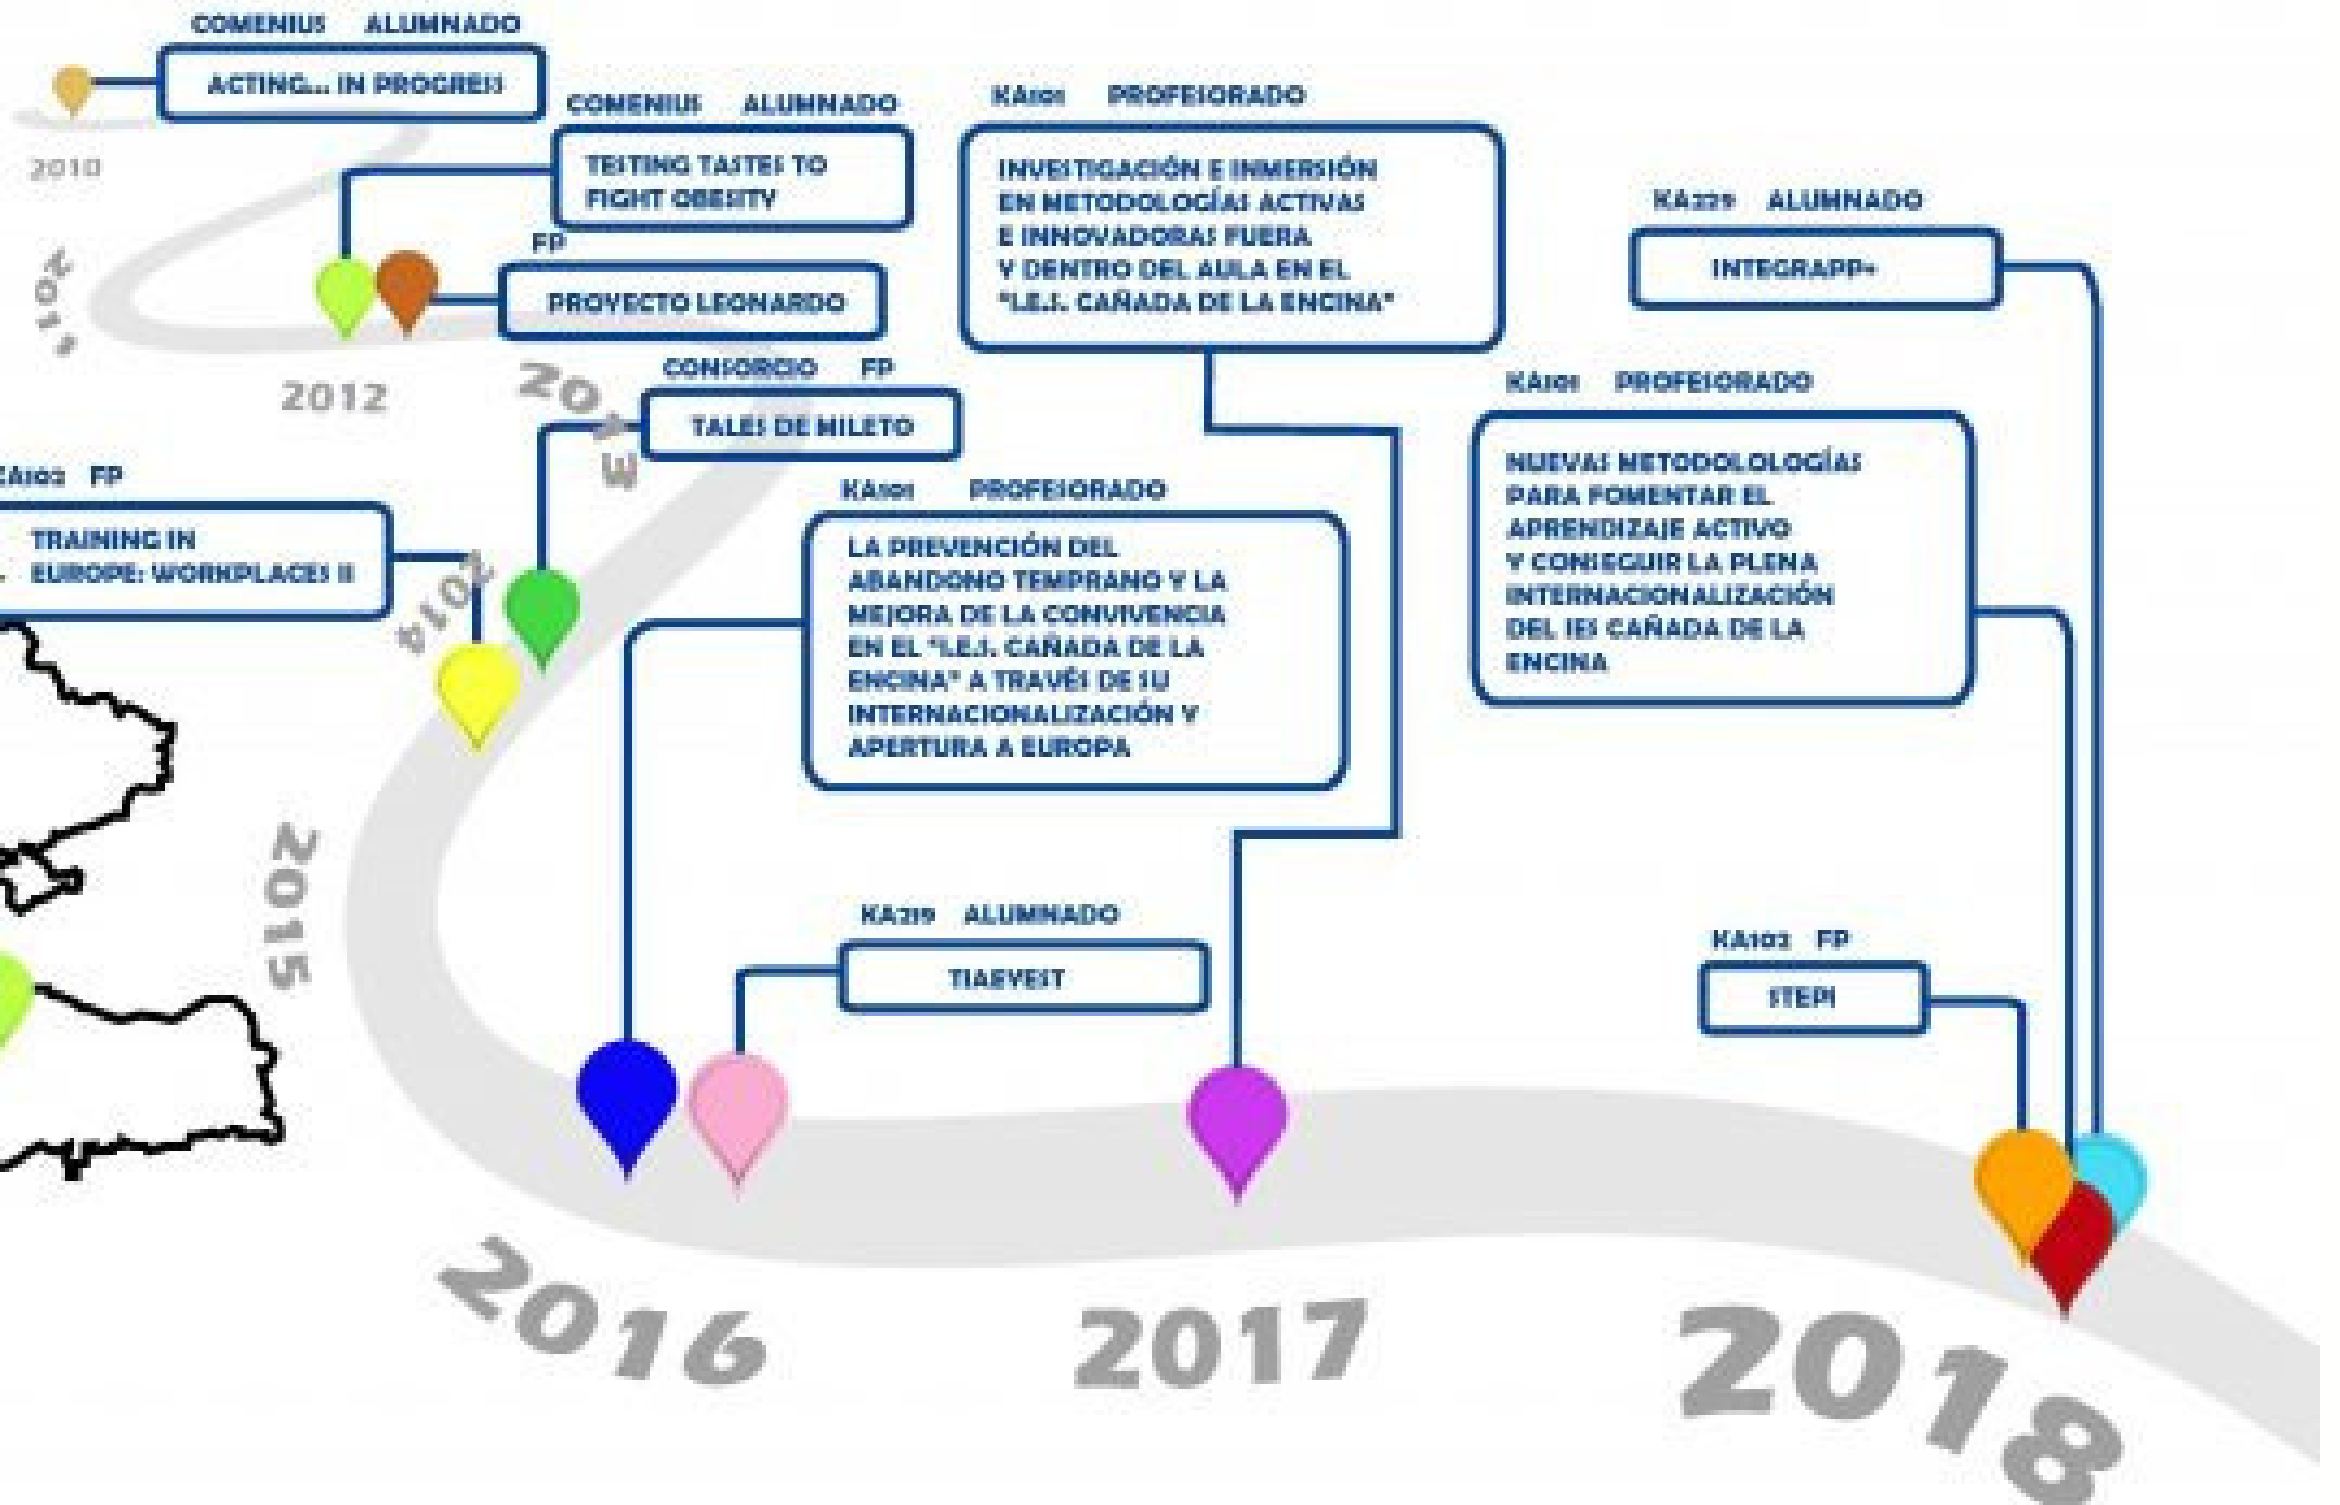 COMENIUS ALUMNADO
ACTING... IN PROGRESS
2010
COMENIUS ALUMNADO
TESTING TASTES TO
FIGHT OBESITY
FP
PROYECTO LEONARDO
2011
2012
2013
CONSORCIO FP
TALES DE MILETO
KA101 PROFESORADO
INVESTIGACIÓN E INMERSIÓN
EN METODOLOGÍAS ACTIVAS
E INNOVADORAS FUERA
Y DENTRO DEL AULA EN EL
"I.E.S. CAÑADA DE LA ENCINA"
KA229 ALUMNADO
INTEGRAPP+
KA101 PROFESORADO
NUEVAS METODOLOLOGÍAS
PARA FOMENTAR EL
APRENDIZAJE ACTIVO
Y CONSEGUIR LA PLENA
INTERNACIONALIZACIÓN
DEL IES CAÑADA DE LA
ENCINA
KA102 FP
TRAINING IN
EUROPE: WORKPLACES II
2014
KA101 PROFESORADO
LA PREVENCIÓN DEL
ABANDONO TEMPRANO Y LA
MEJORA DE LA CONVIVENCIA
EN EL "I.E.S. CAÑADA DE LA
ENCINA" A TRAVÉS DE SU
INTERNACIONALIZACIÓN Y
APERTURA A EUROPA
2015
KA219 ALUMNADO
TIAEYEST
KA102 FP
STEPS
2016
2017
2018